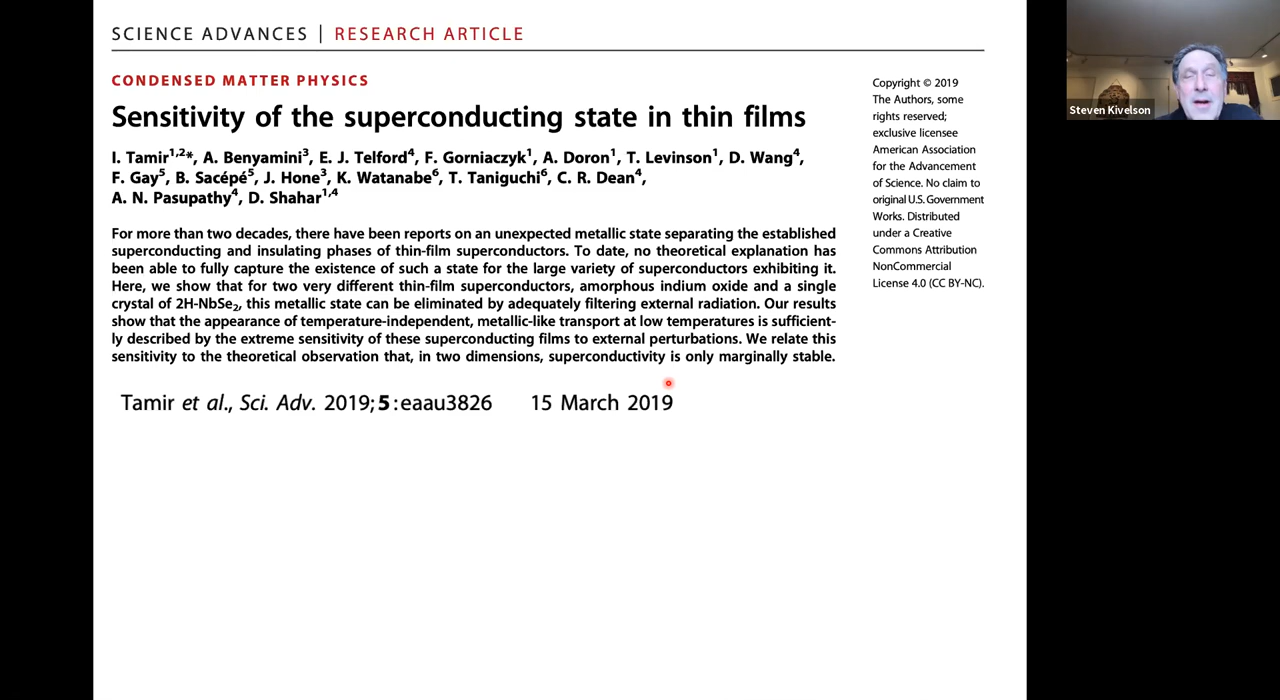 SCIENCE ADVANCES | RESEARCH ARTICLE
CONDENSED MATTER PHYSICS
Sensitivity of the superconducting state in thin films
I. Tamir1,2*, A. Benyamini3, E. J. Telford4, F. Gorniaczyk1, A. Doron1, T. Levinson1, D. Wang4,
F. Gay5, B. Sacépé5, J. Hone3, K. Watanabe6, T. Taniguchi6, C. R. Dean4,
A. N. Pasupathy4, D. Shahar1,4
For more than two decades, there have been reports on an unexpected metallic state separating the established
superconducting and insulating phases of thin-film superconductors. To date, no theoretical explanation has
been able to fully capture the existence of such a state for the large variety of superconductors exhibiting it.
Here, we show that for two very different thin-film superconductors, amorphous indium oxide and a single
crystal of 2H-NbSe2, this metallic state can be eliminated by adequately filtering external radiation. Our results
show that the appearance of temperature-independent, metallic-like transport at low temperatures is sufficient-
ly described by the extreme sensitivity of these superconducting films to external perturbations. We relate this
sensitivity to the theoretical observation that, in two dimensions, superconductivity is only marginally stable.
Tamir et al., Sci. Adv. 2019;5:eaau3826 15 March 2019
Copyright © 2019
The Authors, some
rights reserved;
exclusive licensee
American Association
for the Advancement
of Science. No claim to
original U.S. Government
Works. Distributed
under a Creative
Commons Attribution
NonCommercial
License 4.0 (CC BY-NC).
Steven Kivelson